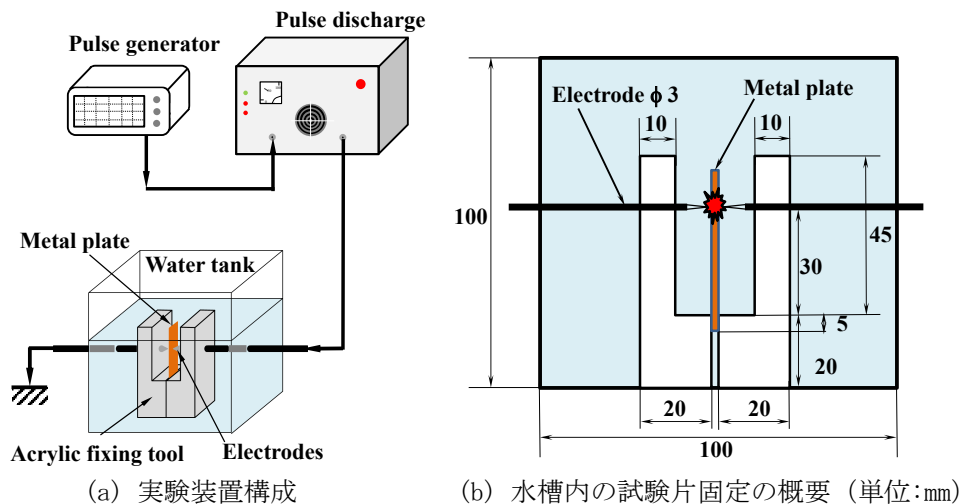 Pulse discharge
Pulse generator
Metal plate
Water tank
Acrylic fixing tool
Electrodes
(a) 実験装置構成
Metal plate
Electrode ϕ 3
10
10
100
45
30
5
20
20
20
100
(b) 水槽内の試験片固定の概要 (単位:mm)